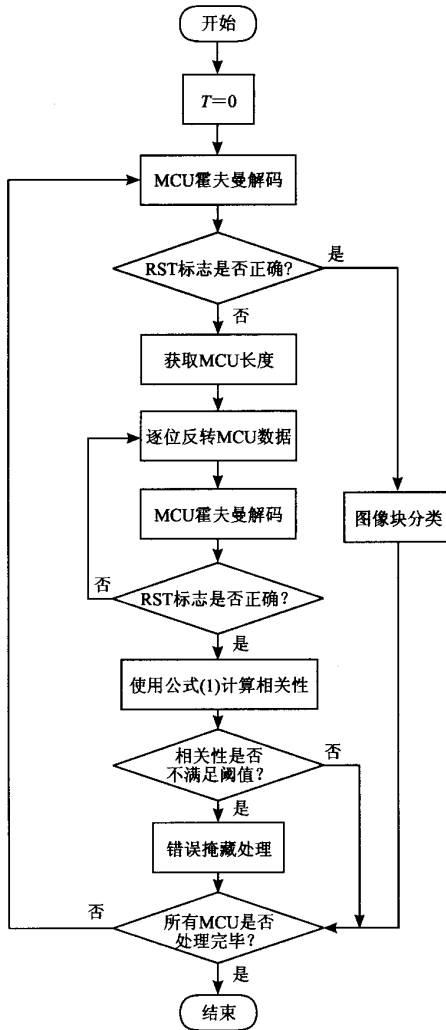 开始
T=0
MCU霍夫曼解码
RST标志是否正确?
是
否
获取MCU长度
逐位反转MCU数据
MCU霍夫曼解码
图像块分类
否
RST标志是否正确?
是
使用公式(1)计算相关性
相关性是否
不满足阈值?
否
是
错误掩藏处理
否
所有MCU是否
处理完毕?
是
结束